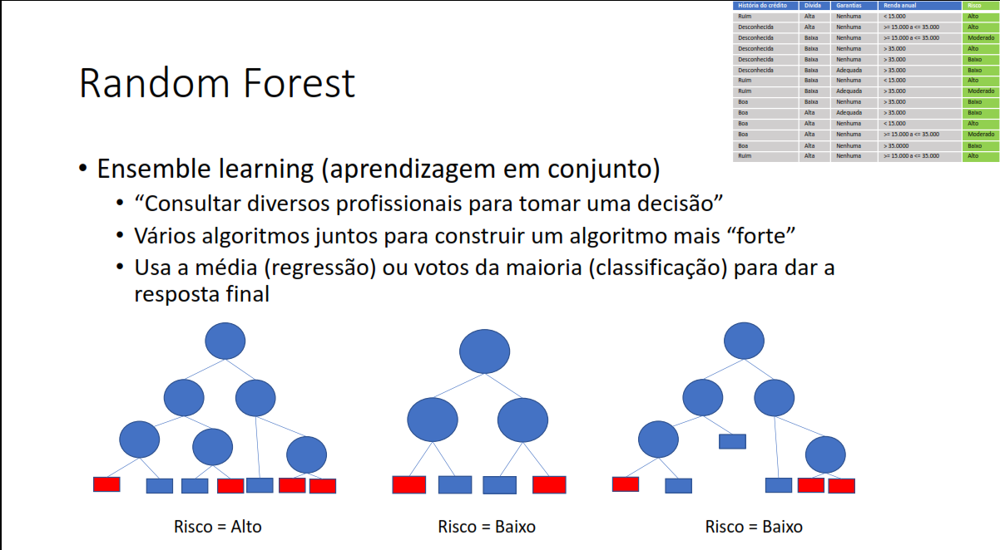 História do crédito Dívida Garantias Renda anual Risco
Ruim Alta Nenhuma < 15.000 Alto
Desconhecida Alta Nenhuma >= 15.000 a <= 35.000 Alto
Desconhecida Baixa Nenhuma >= 15.000 a <= 35.000 Moderado
Desconhecida Baixa Nenhuma > 35.000 Alto
Desconhecida Baixa Nenhuma > 35.000 Baixo
Desconhecida Baixa Adequada > 35.000 Baixo
Ruim Baixa Nenhuma < 15.000 Alto
Ruim Baixa Adequada > 35.000 Moderado
Boa Baixa Nenhuma > 35.000 Baixo
Boa Alta Adequada > 35.000 Baixo
Boa Alta Nenhuma < 15.000 Alto
Boa Alta Nenhuma >= 15.000 a <= 35.000 Moderado
Boa Alta Nenhuma > 35.0000 Baixo
Ruim Alta Nenhuma >= 15.000 a <= 35.000 Alto
Random Forest
• Ensemble learning (aprendizagem em conjunto)
• “Consultar diversos profissionais para tomar uma decisão”
• Vários algoritmos juntos para construir um algoritmo mais “forte”
• Usa a média (regressão) ou votos da maioria (classificação) para dar a
resposta final
Risco = Alto Risco = Baixo Risco = Baixo